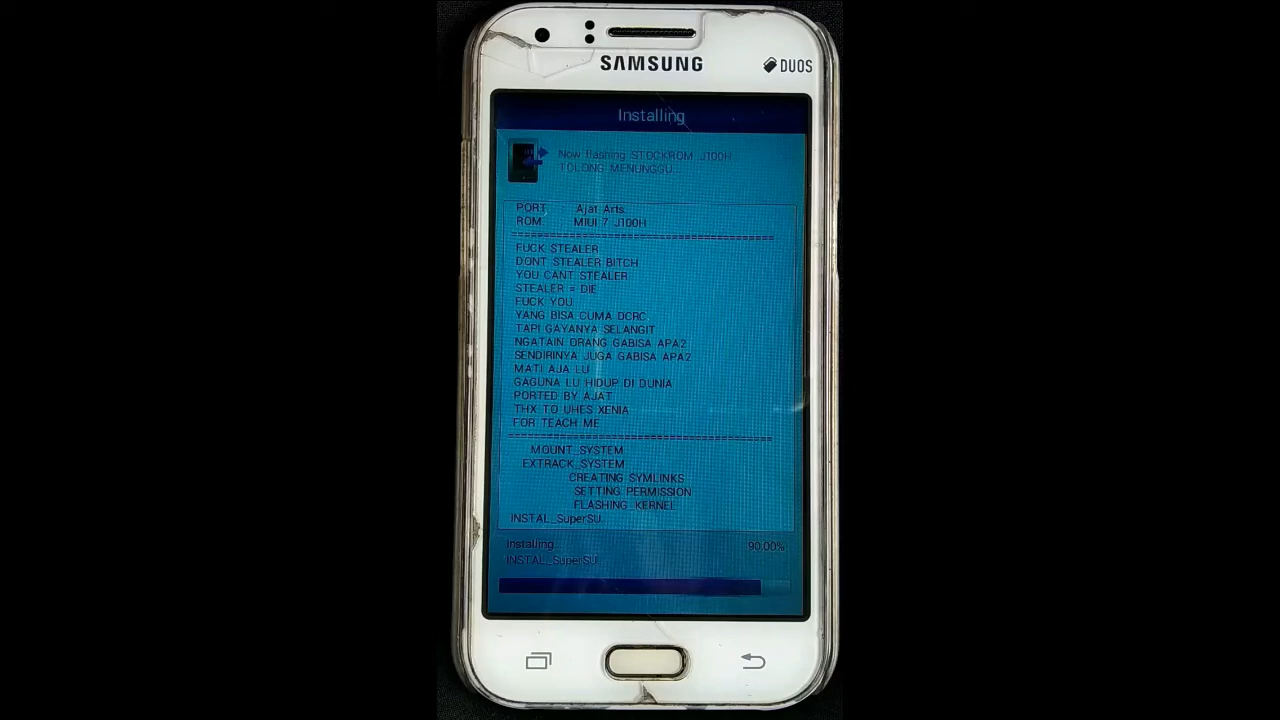 SAMSUNG
DUOS
Installing
Now flashing STOCKROM J100H
TOLONG MENUNGGU...
PORT Ajat Arts.
ROM MIUI 7 J100H
==========================================
FUCK STEALER
DONT STEALER BITCH
YOU CANT STEALER
STEALER = DIE
FUCK YOU
YANG BISA CUMA DCRC
TAPI GAYANYA SELANGIT
NGATAIN ORANG GABISA APA2
SENDIRINYA JUGA GABISA APA2
MATI AJA LU
GAGUNA LU HIDUP DI DUNIA
PORTED BY AJAT
THX TO UHES XENIA
FOR TEACH ME
==========================================
MOUNT_SYSTEM
EXTRACK_SYSTEM
CREATING SYMLINKS
SETTING PERMISSION
FLASHING_KERNEL
INSTAL_SuperSU
Installing 90.00%
INSTAL_SuperSU